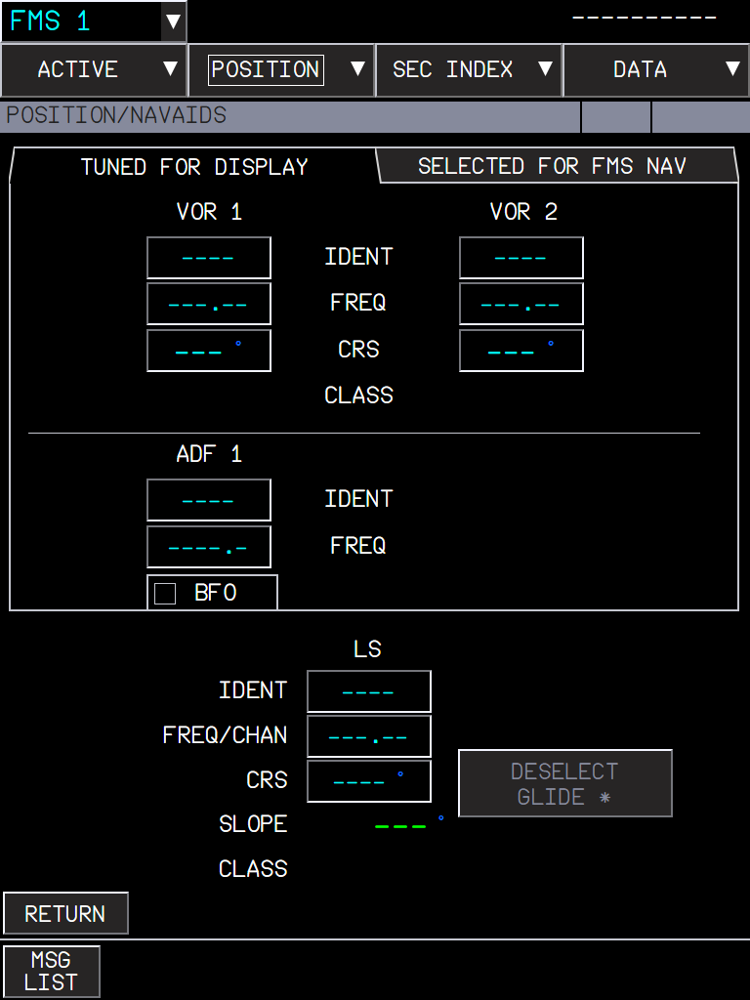 FMS 1 ▼ ----------
ACTIVE ▼ POSITION ▼ SEC INDEX ▼ DATA ▼
POSITION/NAVAIDS
TUNED FOR DISPLAY SELECTED FOR FMS NAV
VOR 1 VOR 2
---- IDENT ----
---.-- FREQ ---.--
---° CRS ---°
CLASS
ADF 1
---- IDENT
----.- FREQ
BFO
LS
IDENT ----
FREQ/CHAN ---.--
CRS ----°
DESELECT
GLIDE *
SLOPE ---°
CLASS
RETURN
MSG
LIST